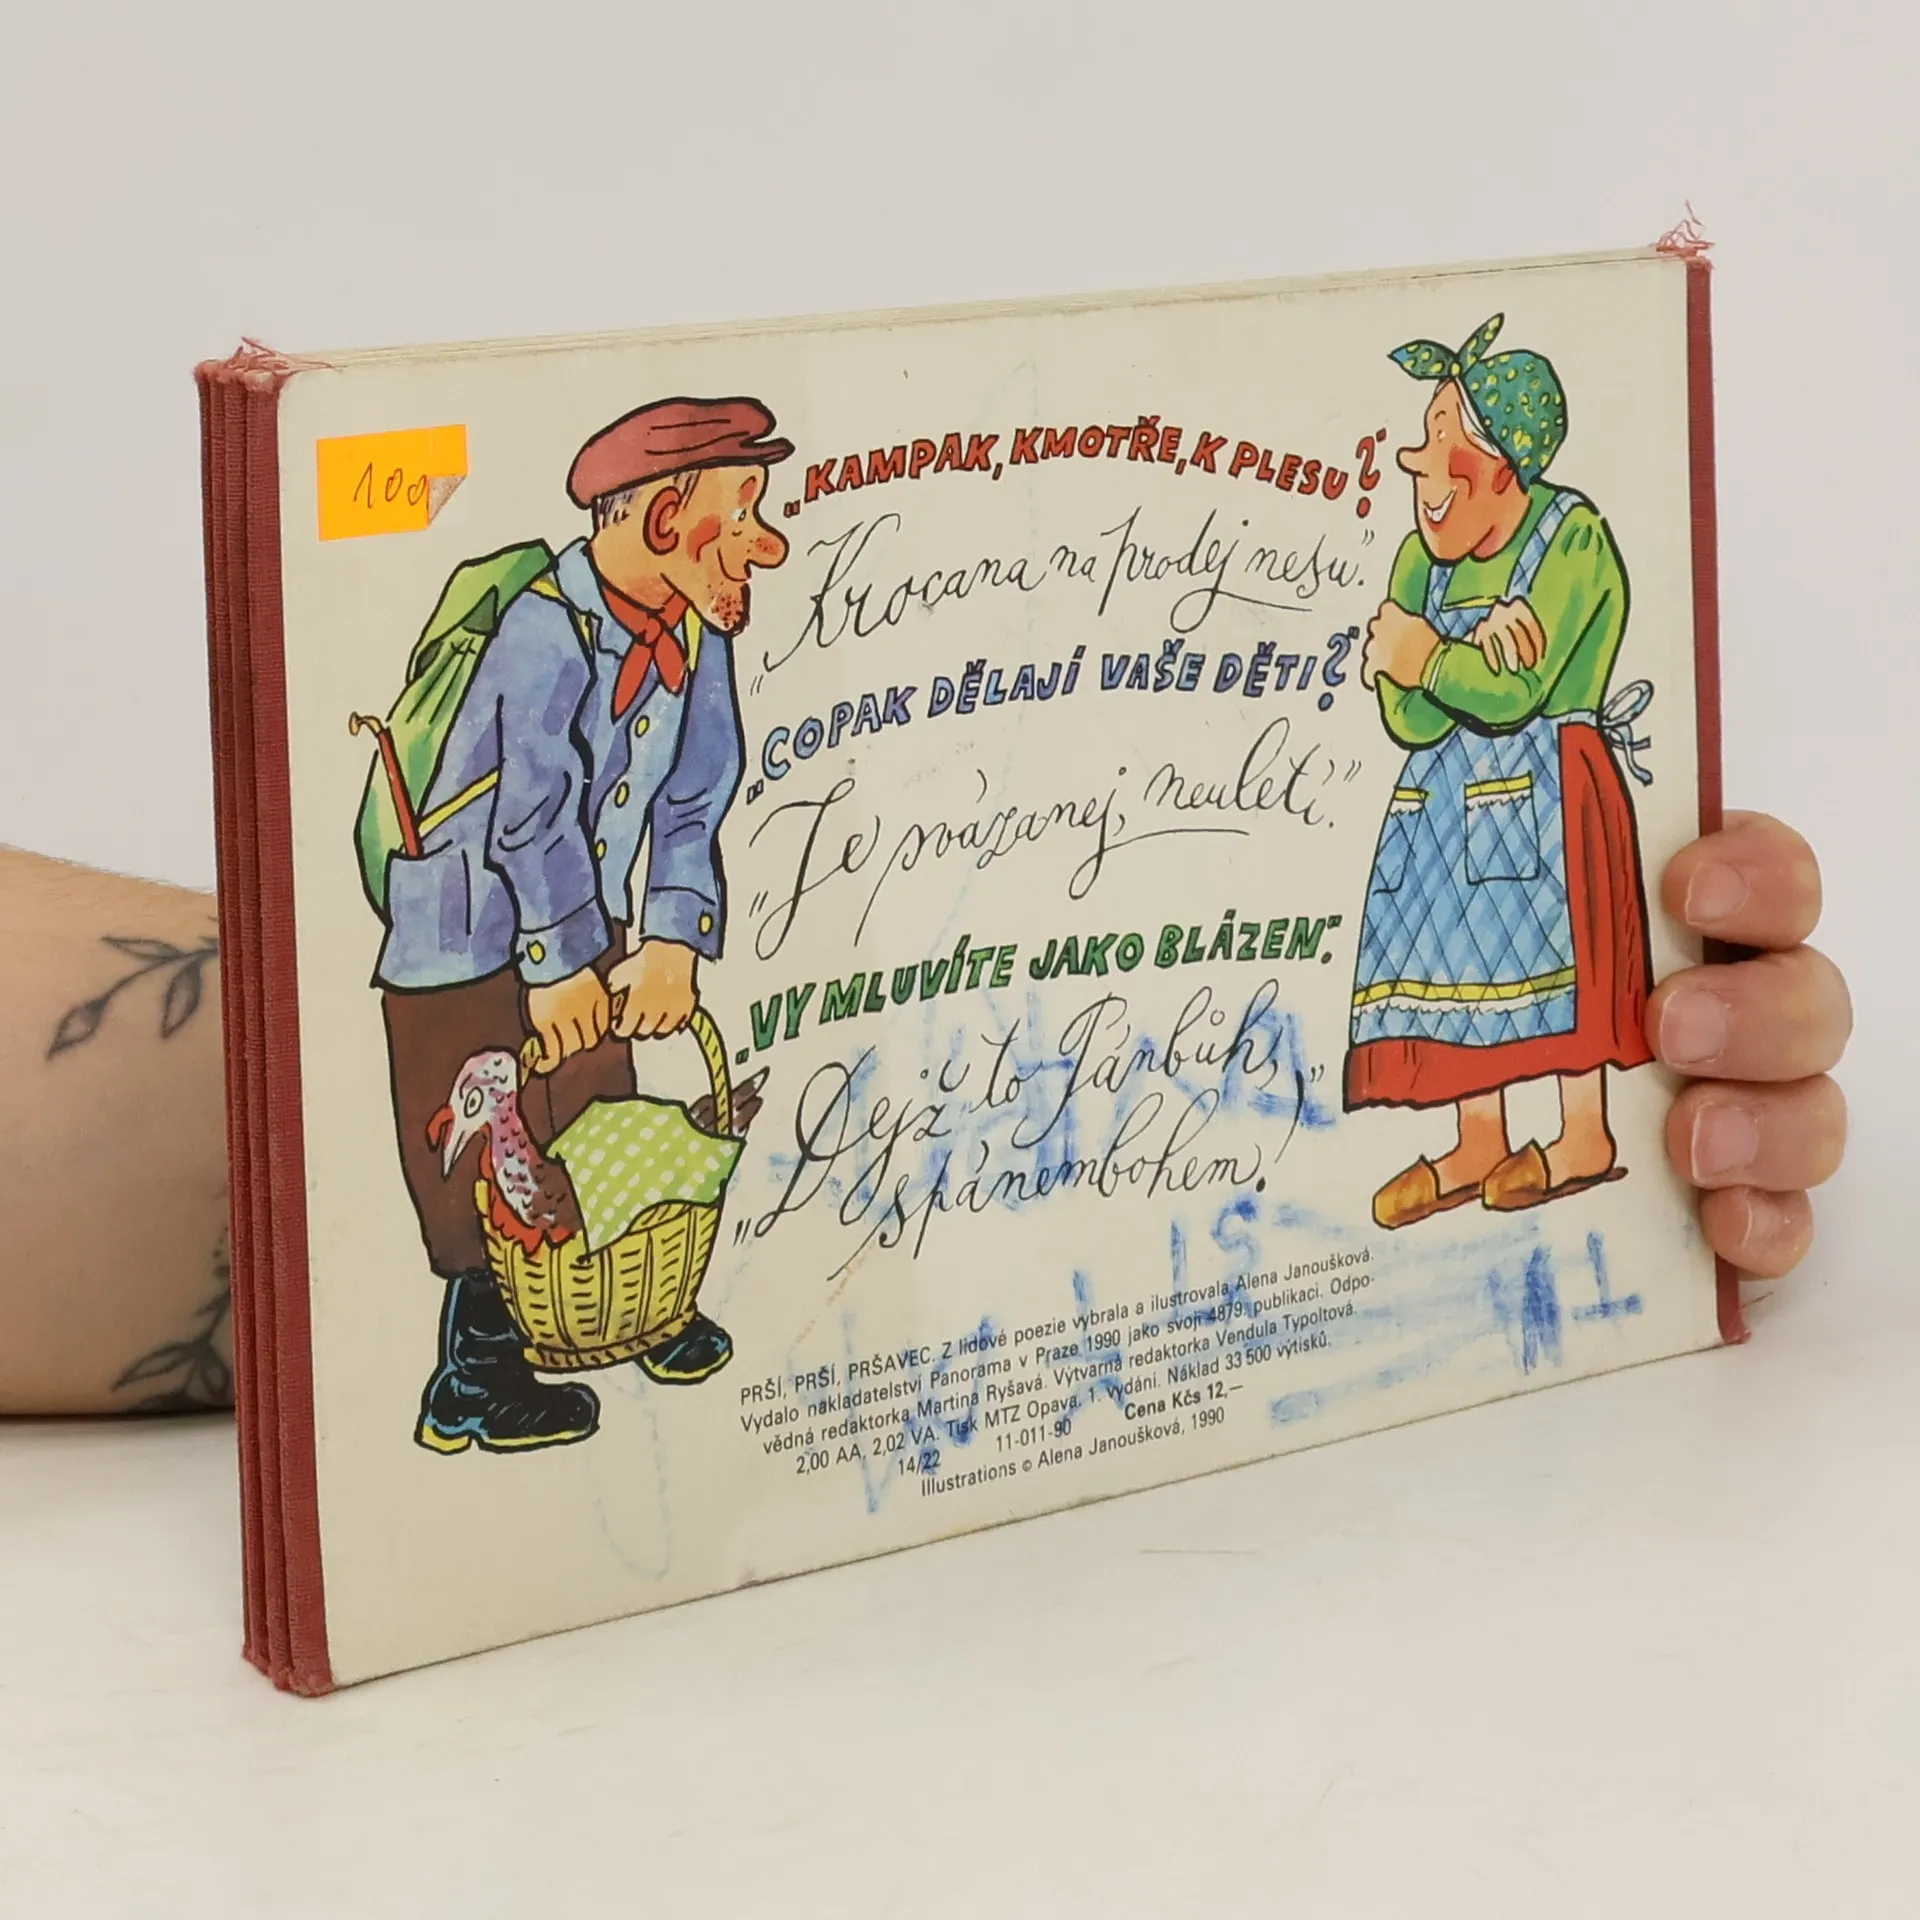 100
„KAMPAK, KMOTŘE, K PLESU?“
„Krocana na prodej nesu.“
„COPAK DĚLAJÍ VAŠE DĚTI?“
„Je svázanej, neuletí.“
„VY MLUVÍTE JAKO BLÁZEN.“
„Dejž to Pánbůh,
s pánembohem!“
PRŠÍ, PRŠÍ, PRŠAVEC. Z lidové poezie vybrala a ilustrovala Alena Janoušková.
Vydalo nakladatelství Panorama v Praze 1990 jako svoji 4879. publikaci. Odpo-
vědná redaktorka Martina Ryšavá. Výtvarná redaktorka Vendula Typoltová.
2,00 AA, 2,02 VA. Tisk MTZ Opava, 1. vydání. Náklad 33 500 výtisků.
14/22 11-011-90 Cena Kčs 12,—
Illustrations © Alena Janoušková, 1990